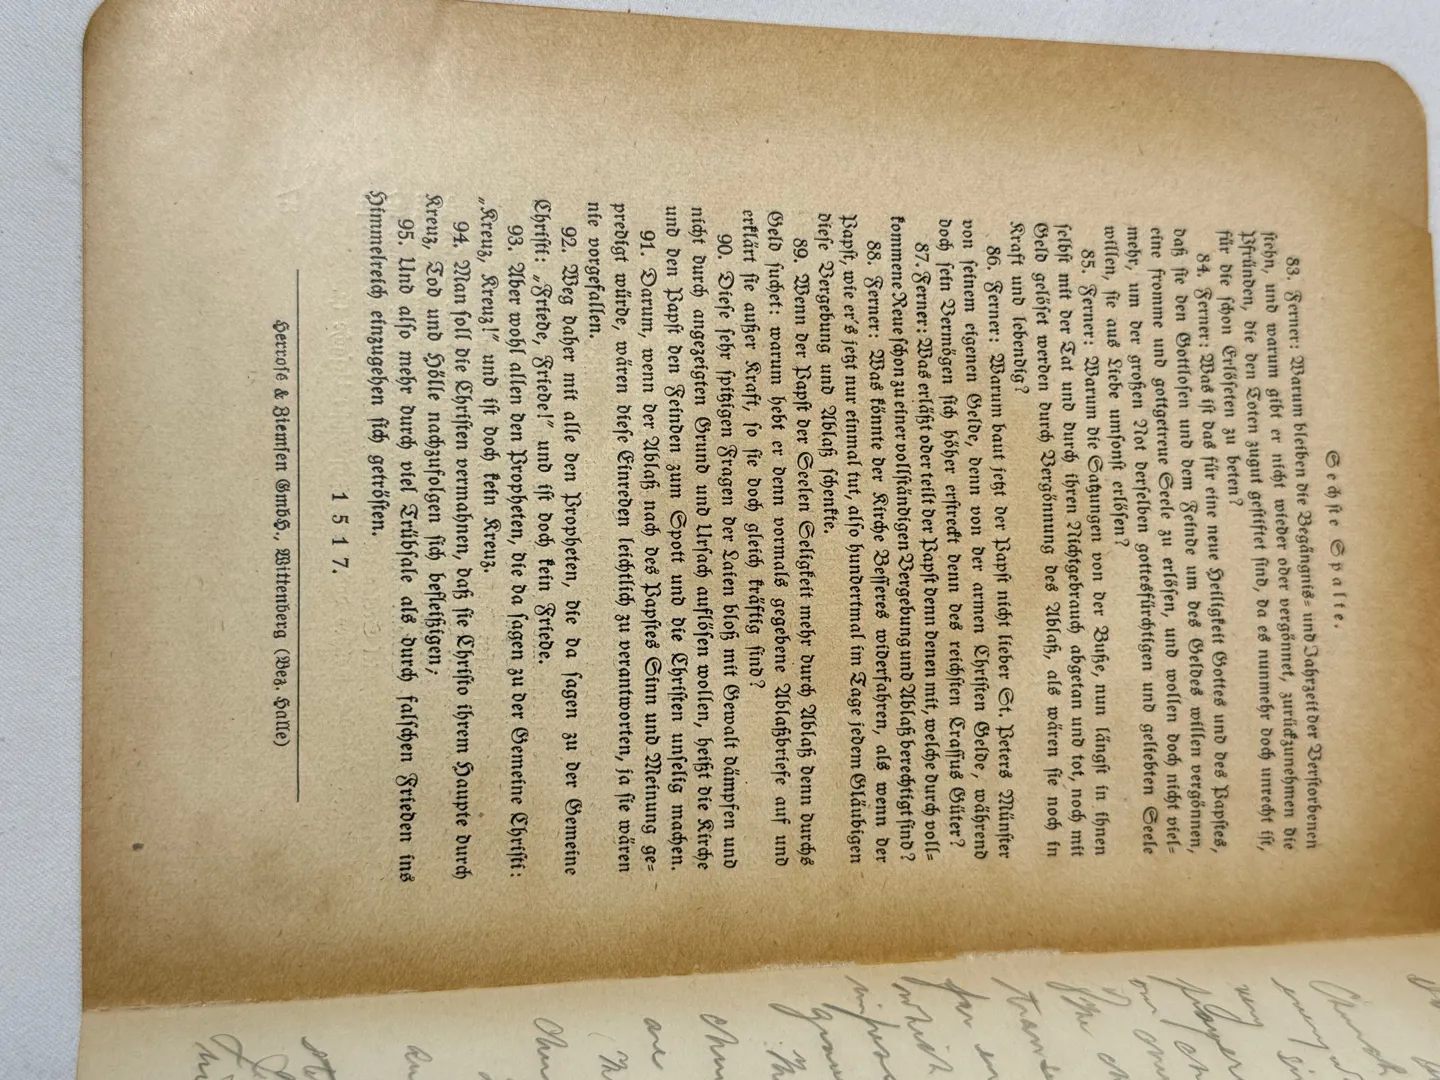 Sechste Spalte.
83. Ferner: Warum bleiben die Begängnis- und Jahrzeit der Verstorbenen
stehn, und warum gibt er nicht wieder oder vergönnet, zurückzunehmen die
Pfründen, die den Toten zugut gestiftet sind, da es nunmehr doch unrecht ist,
für die schon Erlöseten zu beten?
84. Ferner: Was ist das für eine neue Heiligkeit Gottes und des Papstes,
daß sie den Gottlosen und dem Feinde um des Geldes willen vergönnen,
eine fromme und gottgetreue Seele zu erlösen, und wollen doch nicht viel-
mehr, um der großen Not derselben gottesfürchtigen und geliebten Seele
willen, sie aus Liebe umsonst erlösen?
85. Ferner: Warum die Satzungen von der Buße, nun längst in ihnen
selbst mit der Tat und durch ihren Nichtgebrauch abgetan und tot, noch mit
Geld gelöset werden durch Vergönnung des Ablaß, als wären sie noch in
Kraft und lebendig?
86. Ferner: Warum baut jetzt der Papst nicht lieber St. Peters Münster
von seinem eigenen Gelde, denn von der armen Christen Gelde, während
doch sein Vermögen sich höher erstreckt denn des reichsten Crassus Güter?
87. Ferner: Was erläßt oder teilt der Papst denn denen mit, welche durch voll-
kommene Reue schon zu einer vollständigen Vergebung und Ablaß berechtigt sind?
88. Ferner: Was könnte der Kirche Besseres widerfahren, als wenn der
Papst, wie er's jetzt nur einmal tut, also hundertmal im Tage jedem Gläubigen
diese Vergebung und Ablaß schenkte.
89. Wenn der Papst der Seelen Seligkeit mehr durch Ablaß denn durchs
Geld suchet: warum hebt er denn vormals gegebene Ablaßbriefe auf und
erklärt sie außer Kraft, so sie doch gleich kräftig sind?
90. Diese sehr spitzigen Fragen der Laien bloß mit Gewalt dämpfen und
nicht durch angezeigten Grund und Ursach auflösen wollen, heißt die Kirche
und den Papst den Feinden zum Spott und die Christen unselig machen.
91. Darum, wenn der Ablaß nach des Papstes Sinn und Meinung ge-
predigt würde, wären diese Einreden leichtlich zu verantworten, ja sie wären
nie vorgefallen.
92. Weg daher mit alle den Propheten, die da sagen zu der Gemeine
Christi: „Friede, Friede!" und ist doch kein Friede.
93. Aber wohl allen den Propheten, die da sagen zu der Gemeine Christi:
„Kreuz, Kreuz!" und ist doch kein Kreuz.
94. Man soll die Christen vermahnen, daß sie Christo ihrem Haupte durch
Kreuz, Tod und Hölle nachzufolgen sich befleißigen;
95. Und also mehr durch viel Trübsale als durch falschen Frieden ins
Himmelreich einzugehen sich getrösten.
1517.
Herrosé & Ziemsen GmbH., Wittenberg (Bez. Halle)